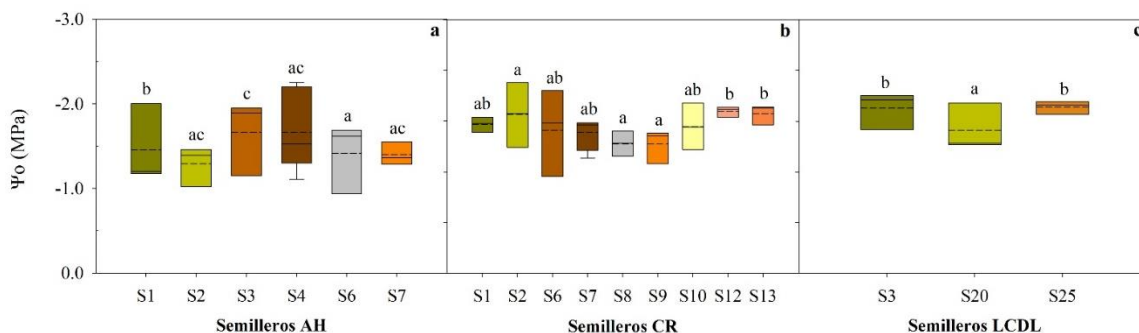 -3.0
-2.0
-1.0
0.0
Ψo (MPa)
a
b
ac
c
ac
a
ac
S1 S2 S3 S4 S6 S7
Semilleros AH
b
ab
a
ab
ab
a
a
ab
b
b
S1 S2 S6 S7 S8 S9 S10 S12 S13
Semilleros CR
c
b
a
b
S3 S20 S25
Semilleros LCDL